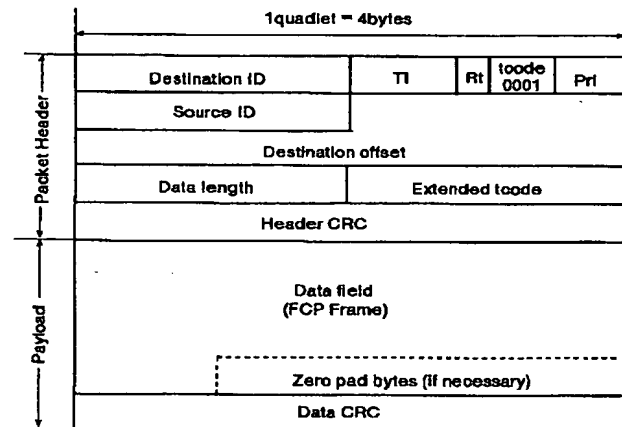 1quadlet = 4bytes
Destination ID
Tl
Rt
tcode
0001
Pri
Source ID
Destination offset
Data length
Extended tcode
Header CRC
Packet Header
Data field
(FCP Frame)
Zero pad bytes (if necessary)
Data CRC
Payload